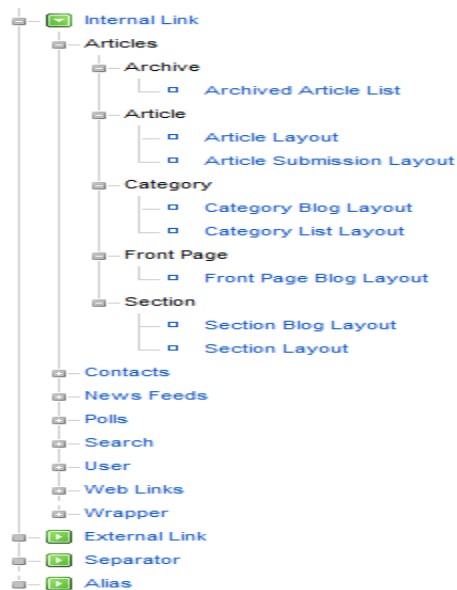 Internal Link
Articles
Archive
Archived Article List
Article
Article Layout
Article Submission Layout
Category
Category Blog Layout
Category List Layout
Front Page
Front Page Blog Layout
Section
Section Blog Layout
Section Layout
Contacts
News Feeds
Polls
Search
User
Web Links
Wrapper
External Link
Separator
Alias